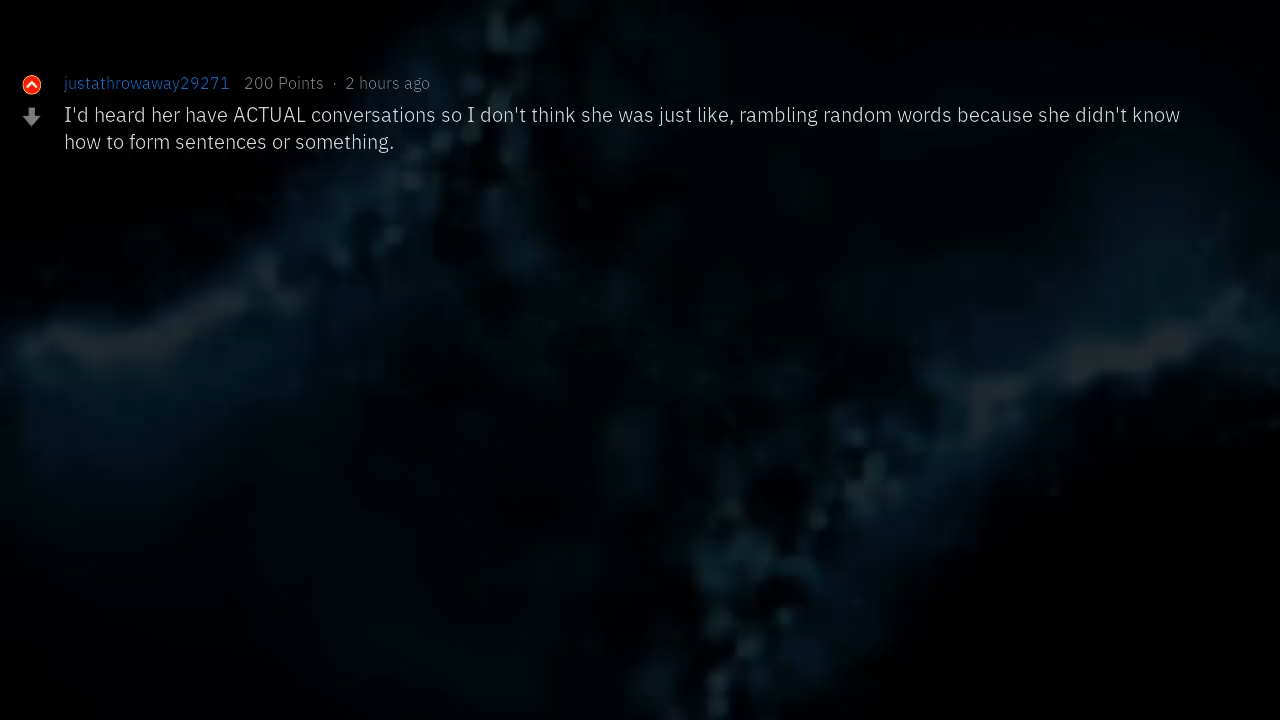 justathrowaway29271 200 Points · 2 hours ago
I'd heard her have ACTUAL conversations so I don't think she was just like, rambling random words because she didn't know
how to form sentences or something.